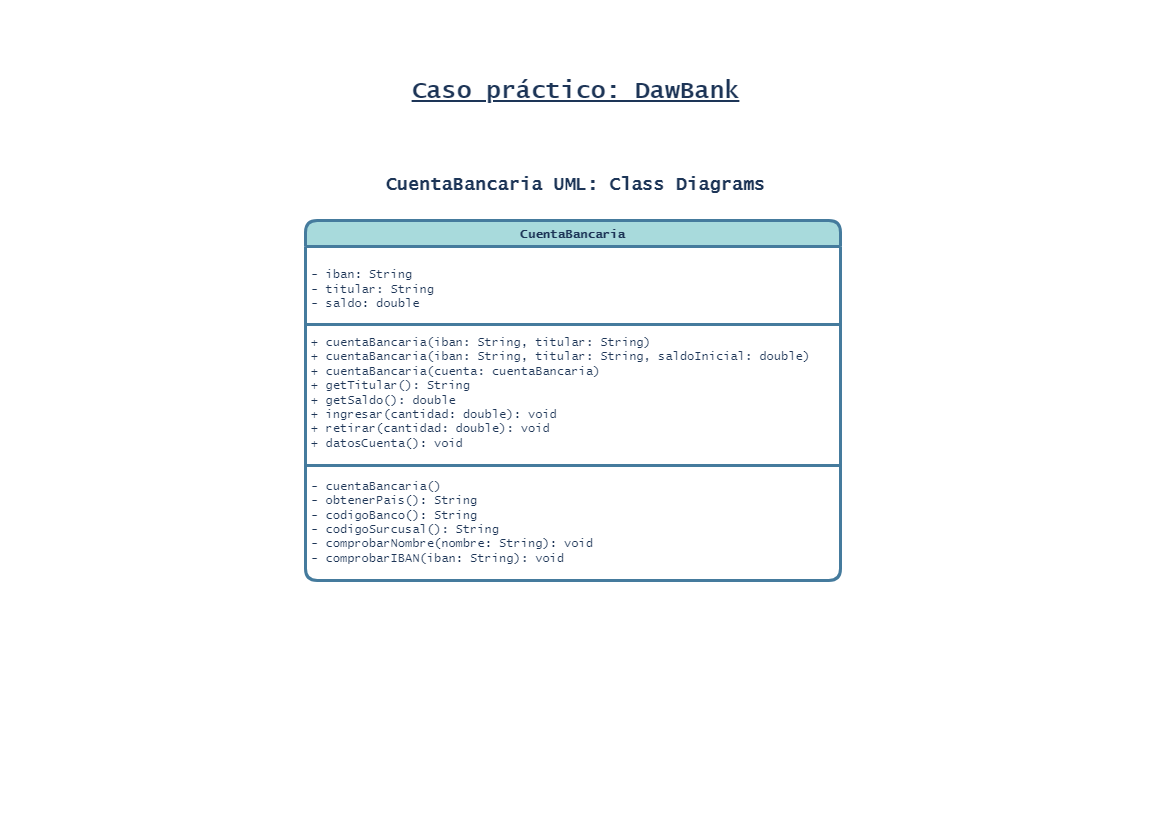 Caso práctico: DawBank
CuentaBancaria UML: Class Diagrams
CuentaBancaria
- iban: String
- titular: String
- saldo: double
+ cuentaBancaria(iban: String, titular: String)
+ cuentaBancaria(iban: String, titular: String, saldoInicial: double)
+ cuentaBancaria(cuenta: cuentaBancaria)
+ getTitular(): String
+ getSaldo(): double
+ ingresar(cantidad: double): void
+ retirar(cantidad: double): void
+ datosCuenta(): void
- cuentaBancaria()
- obtenerPais(): String
- codigoBanco(): String
- codigoSurcusal(): String
- comprobarNombre(nombre: String): void
- comprobarIBAN(iban: String): void